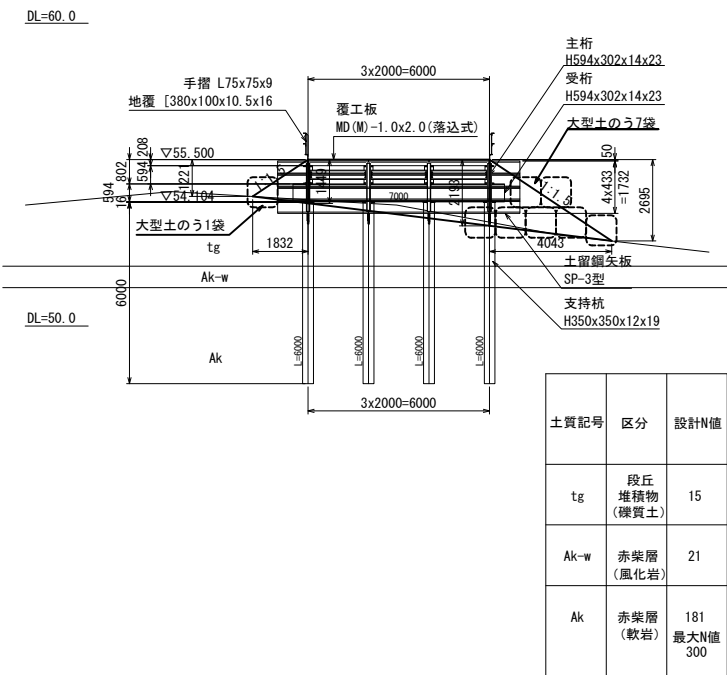 DL=60.0
主桁
H594x302x14x23
3x2000=6000
手摺 L75x75x9
受桁
地覆 [380x100x10.5x16
H594x302x14x23
覆工板
MD(M)-1.0x2.0(落込式)
大型土のう7袋
208
▽55.500
50
802
594
1221
1449
2193
1:1.5
4x433
=1732
2695
594
16
▽54.104
7000
大型土のう1袋
tg
1832
4043
土留鋼矢板
SP-3型
Ak-w
6000
支持杭
H350x350x12x19
DL=50.0
Ak
L=6000
L=6000
L=6000
L=6000
3x2000=6000
土質記号 区分 設計N値
tg 段丘
堆積物
(礫質土) 15
Ak-w 赤柴層
(風化岩) 21
Ak 赤柴層
(軟岩) 181
最大N値
300